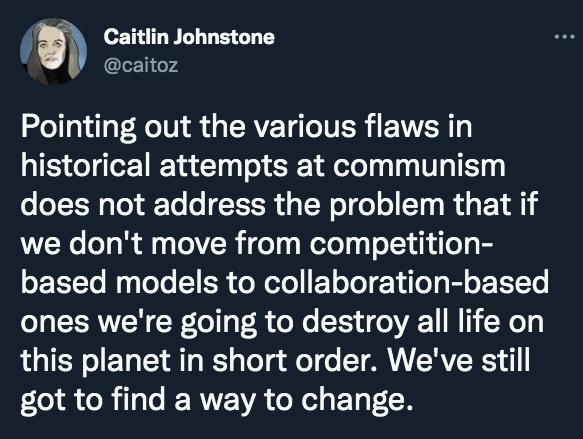 Caitlin Johnstone
@caitoz
Pointing out the various flaws in
historical attempts at communism
does not address the problem that if
we don't move from competition-
based models to collaboration-based
ones we're going to destroy all life on
this planet in short order. We've still
got to find a way to change.